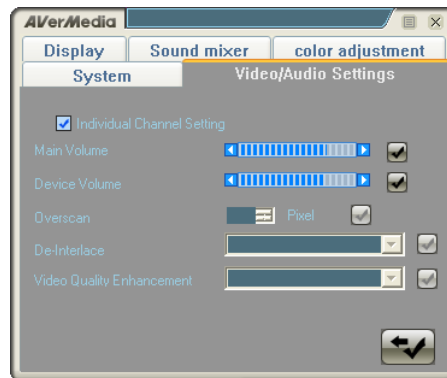 AVerMedia
Display Sound mixer color adjustment
System Video/Audio Settings
Individual Channel Setting
Main Volume
Device Volume
Overscan Pixel
De-Interlace
Video Quality Enhancement